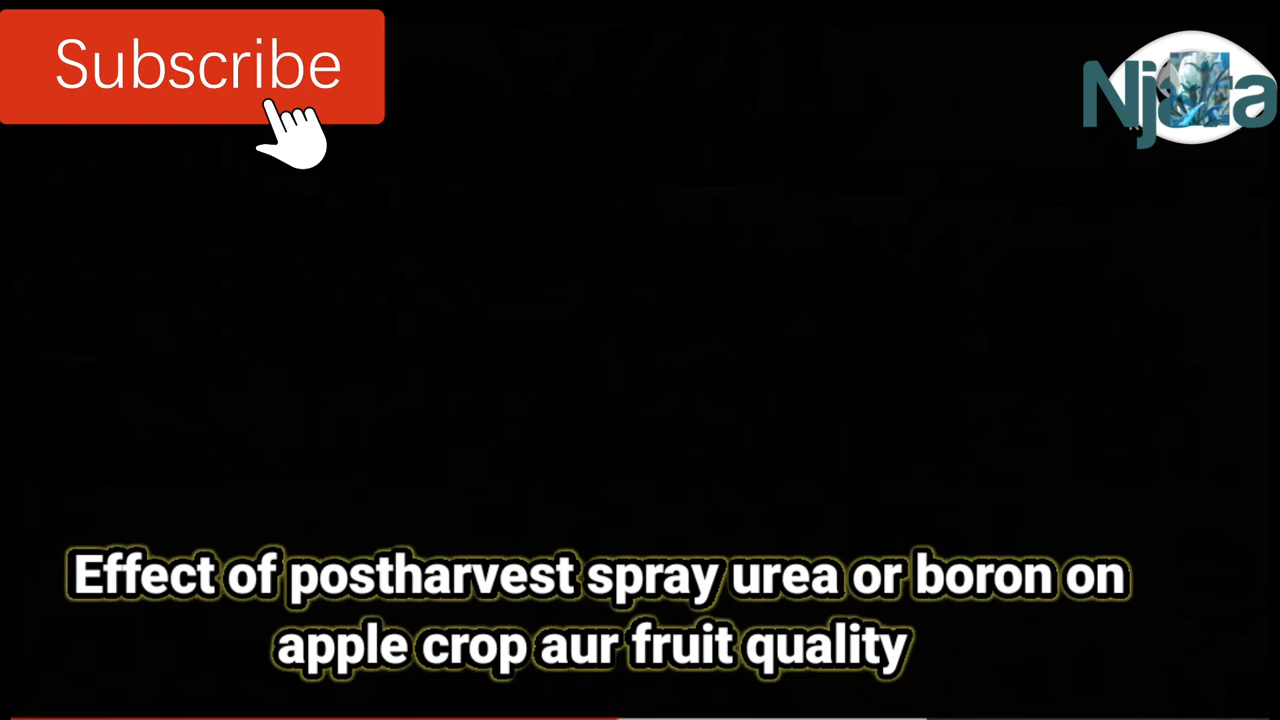 Subscribe
Effect of postharvest spray urea or boron on
apple crop aur fruit quality